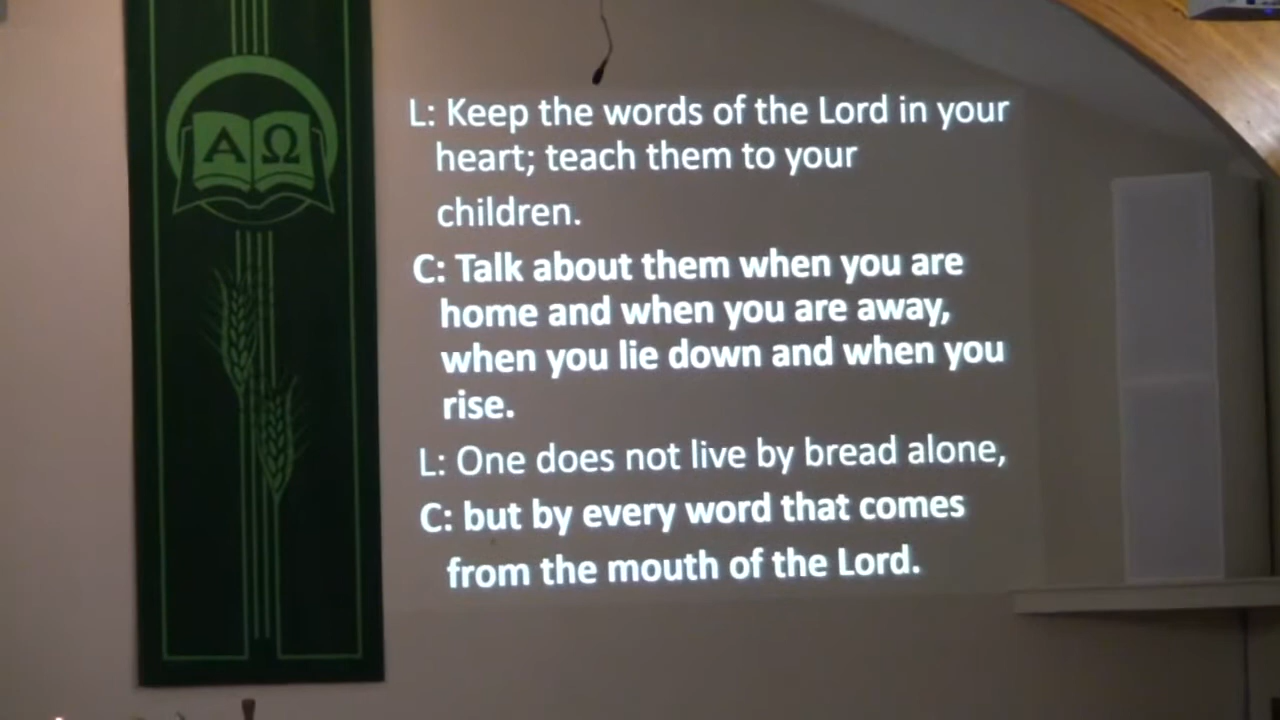 Α Ω
L: Keep the words of the Lord in your
heart; teach them to your
children.
C: Talk about them when you are
home and when you are away,
when you lie down and when you
rise.
L: One does not live by bread alone,
C: but by every word that comes
from the mouth of the Lord.